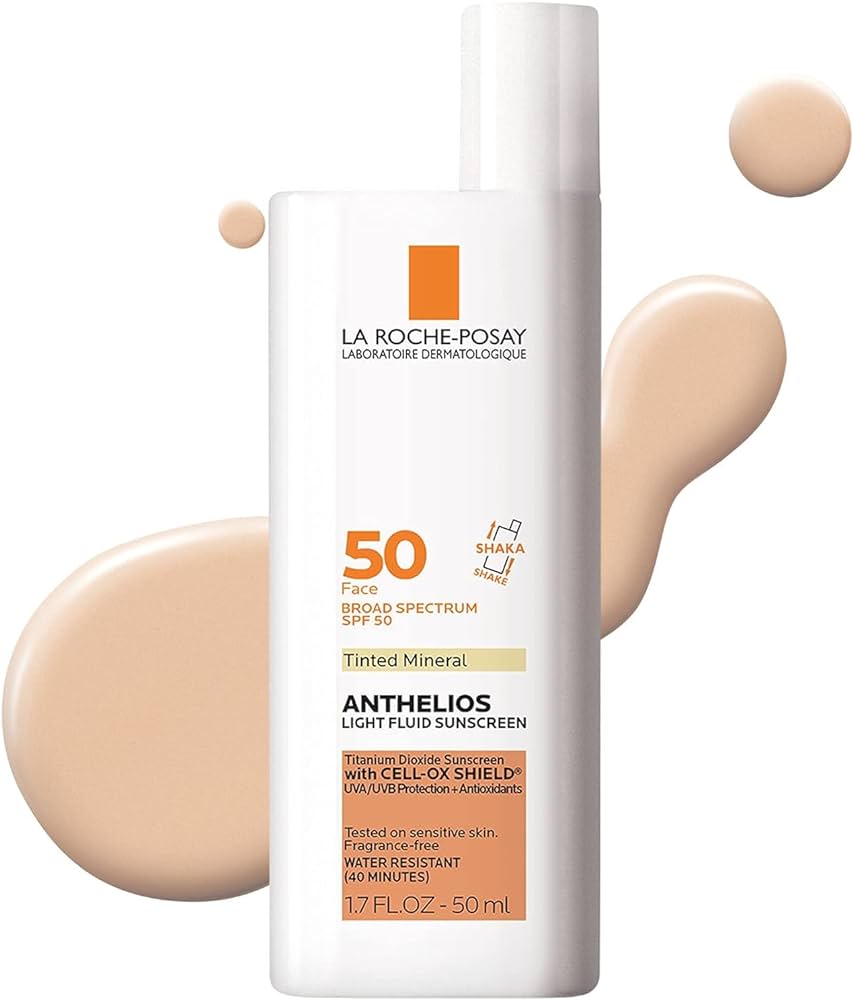 LA ROCHE-POSAY
LABORATOIRE DERMATOLOGIQUE
50
Face
BROAD SPECTRUM
SPF 50
SHAKA
SHAKE
Tinted Mineral
ANTHELIOS
LIGHT FLUID SUNSCREEN
Titanium Dioxide Sunscreen
with CELL-OX SHIELD®
UVA/UVB Protection + Antioxidants
Tested on sensitive skin.
Fragrance-free
WATER RESISTANT
(40 MINUTES)
1.7 FL.OZ - 50 ml